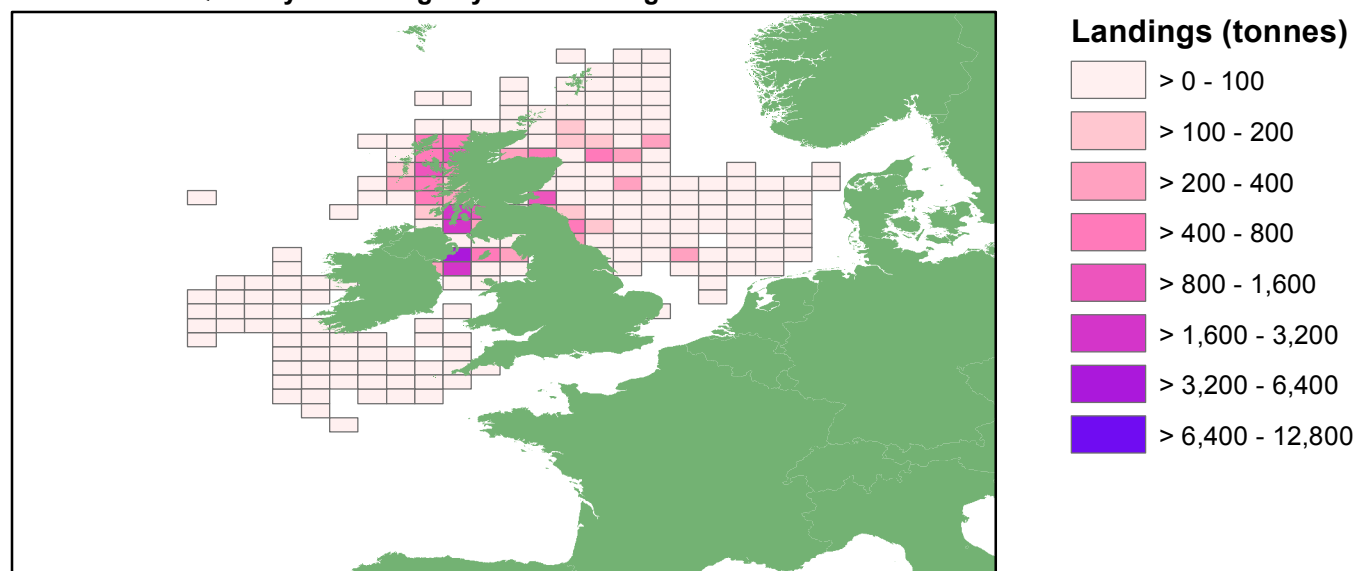 Landings (tonnes)
> 0 - 100
> 100 - 200
> 200 - 400
> 400 - 800
> 800 - 1,600
> 1,600 - 3,200
> 3,200 - 6,400
> 6,400 - 12,800